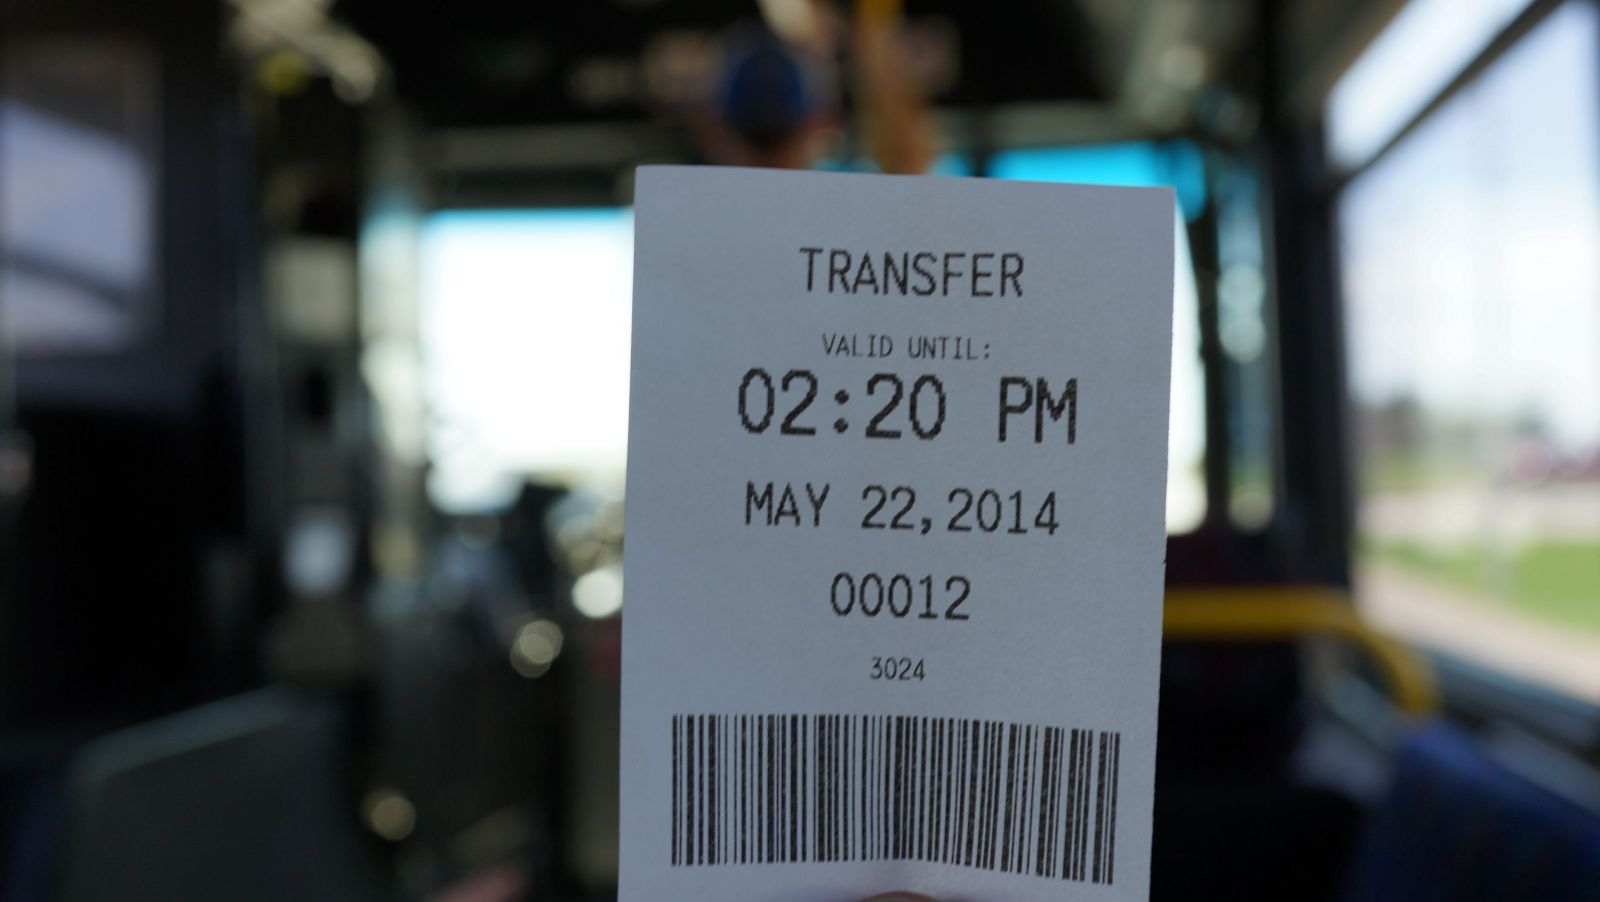 TRANSFER
VALID UNTIL:
02:20 PM
MAY 22,2014
00012
3024